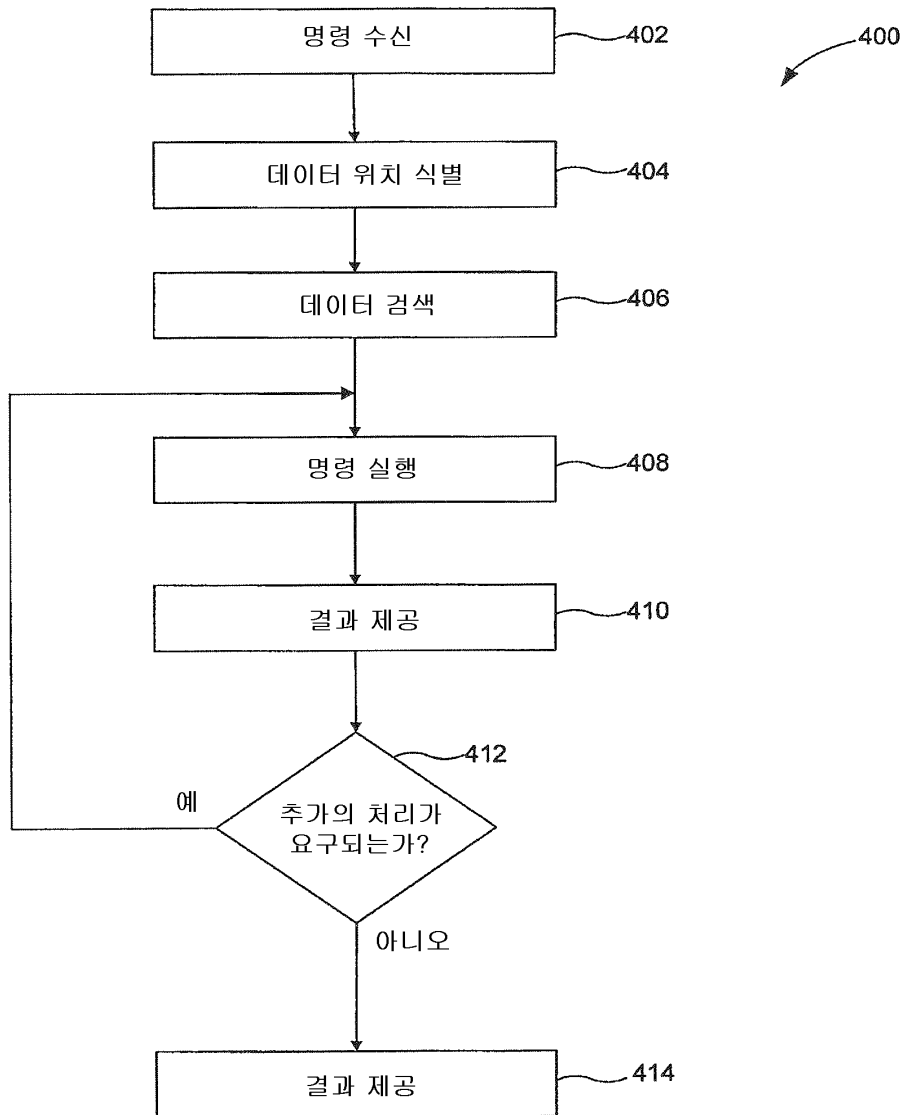 명령 수신
402
400
데이터 위치 식별
404
데이터 검색
406
명령 실행
408
결과 제공
410
412
예
추가의 처리가
요구되는가?
아니오
결과 제공
414